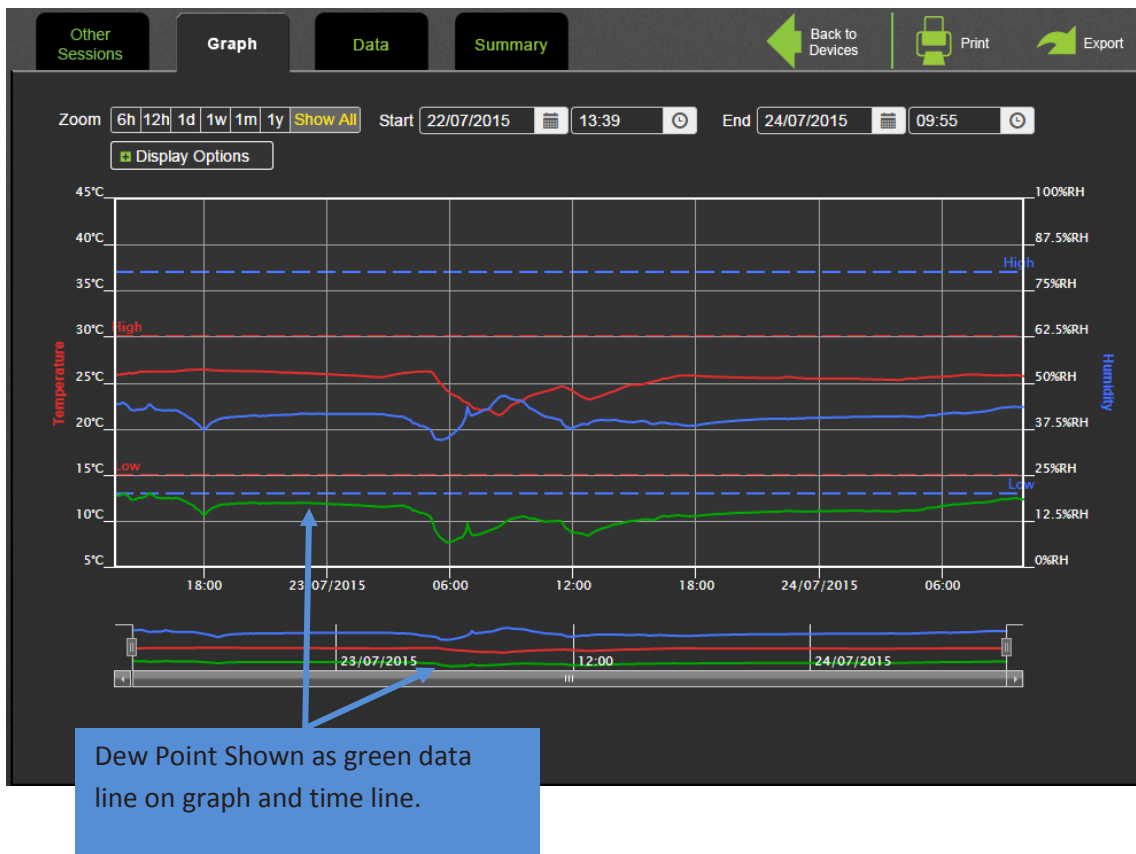 Other
Sessions
Graph
Data
Summary
Back to
Devices
Print
Export
Zoom 6h 12h 1d 1w 1m 1y Show All Start 22/07/2015 13:39 End 24/07/2015 09:55
Display Options
45°C
40°C
35°C
30°C
25°C
20°C
15°C
10°C
5°C
Temperature
High
Low
High
Low
100%RH
87.5%RH
75%RH
62.5%RH
50%RH
37.5%RH
25%RH
12.5%RH
0%RH
Humidity
18:00 23/07/2015 06:00 12:00 18:00 24/07/2015 06:00
23/07/2015 12:00 24/07/2015
Dew Point Shown as green data
line on graph and time line.